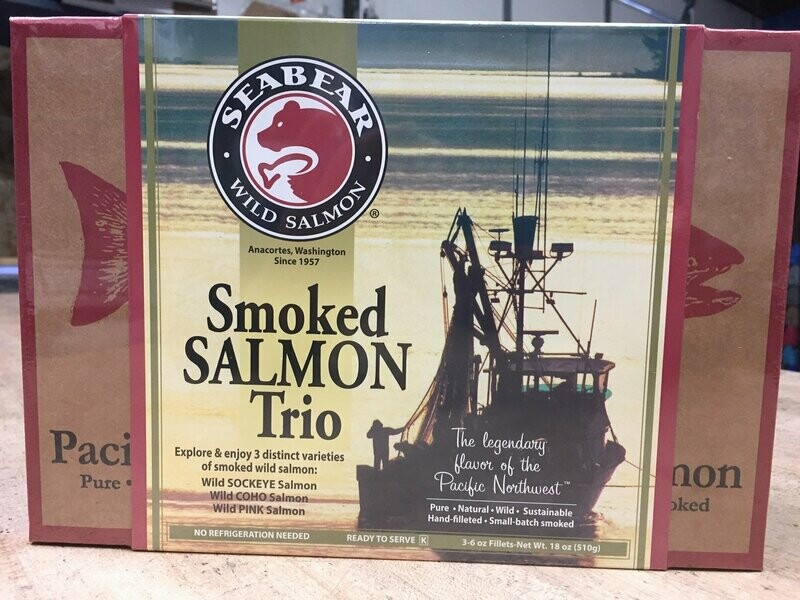 SEABEAR
WILD SALMON
®
Anacortes, Washington
Since 1957
Smoked
SALMON
Trio
Explore & enjoy 3 distinct varieties
of smoked wild salmon:
Wild SOCKEYE Salmon
Wild COHO Salmon
Wild PINK Salmon
The legendary
flavor of the
Pacific Northwest™
Pure • Natural • Wild • Sustainable
Hand-filleted • Small-batch smoked
NO REFRIGERATION NEEDED READY TO SERVE K 3-6 oz Fillets-Net Wt. 18 oz (510g)
Paci
Pure •
mon
oked